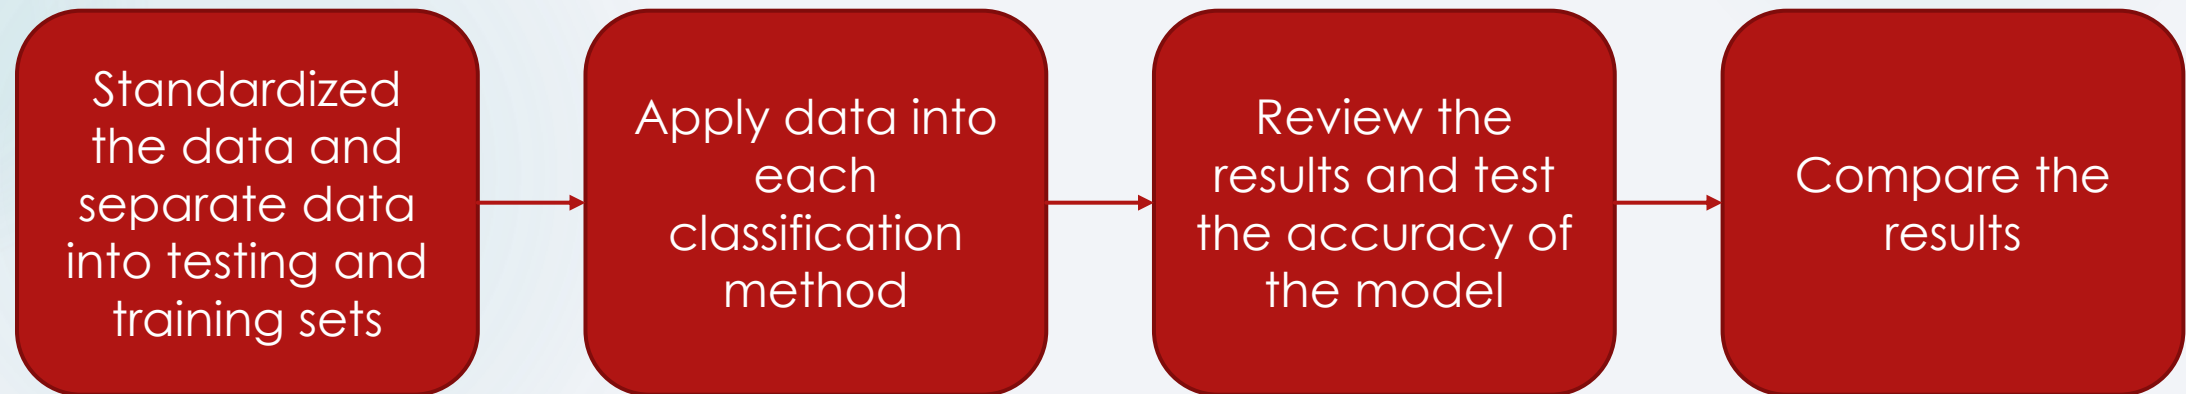 Standardized
the data and
separate data
into testing and
training sets
Apply data into
each
classification
method
Review the
results and test
the accuracy of
the model
Compare the
results